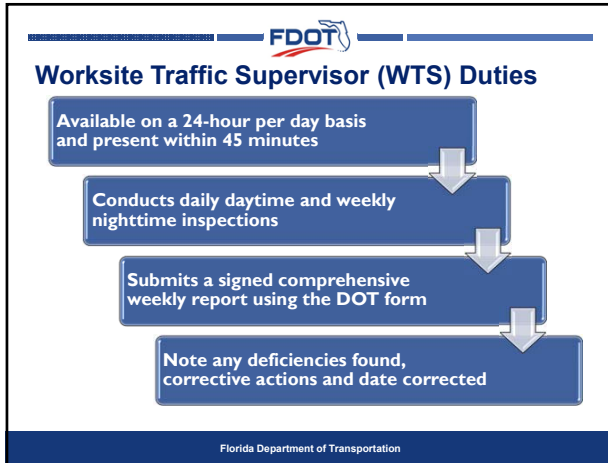 FDOT
Worksite Traffic Supervisor (WTS) Duties
Available on a 24-hour per day basis
and present within 45 minutes
Conducts daily daytime and weekly
nighttime inspections
Submits a signed comprehensive
weekly report using the DOT form
Note any deficiencies found,
corrective actions and date corrected
Florida Department of Transportation